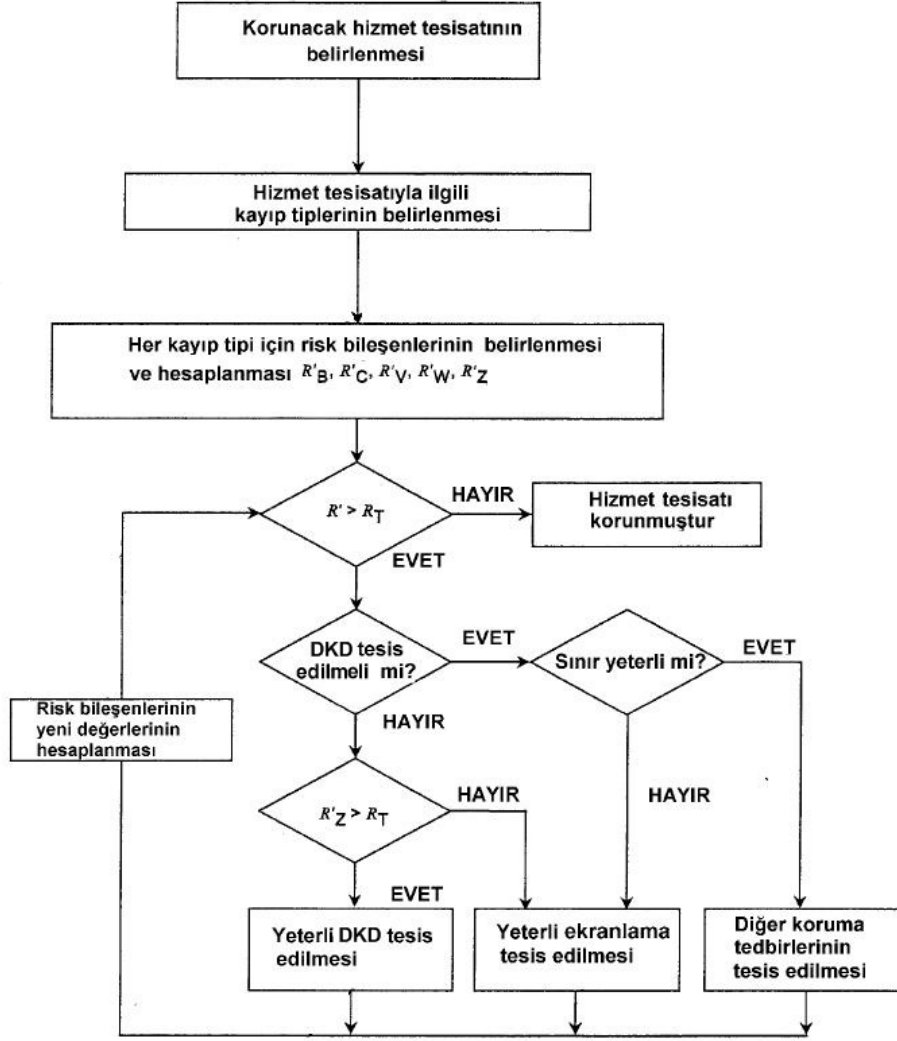 Korunacak hizmet tesisatının
belirlenmesi
Hizmet tesisatıyla ilgili
kayıp tiplerinin belirlenmesi
Her kayıp tipi için risk bileşenlerinin belirlenmesi
ve hesaplanması R'B, R'C, R'V, R'W, R'Z
R' > RT
HAYIR
Hizmet tesisatı
korunmuştur
EVET
DKD tesis
edilmeli mi?
EVET
Sınır yeterli mi?
EVET
Risk bileşenlerinin
yeni değerlerinin
hesaplanması
HAYIR
R'Z > RT
HAYIR
HAYIR
EVET
Yeterli DKD tesis
edilmesi
Yeterli ekranlama
tesis edilmesi
Diğer koruma
tedbirlerinin
tesis edilmesi